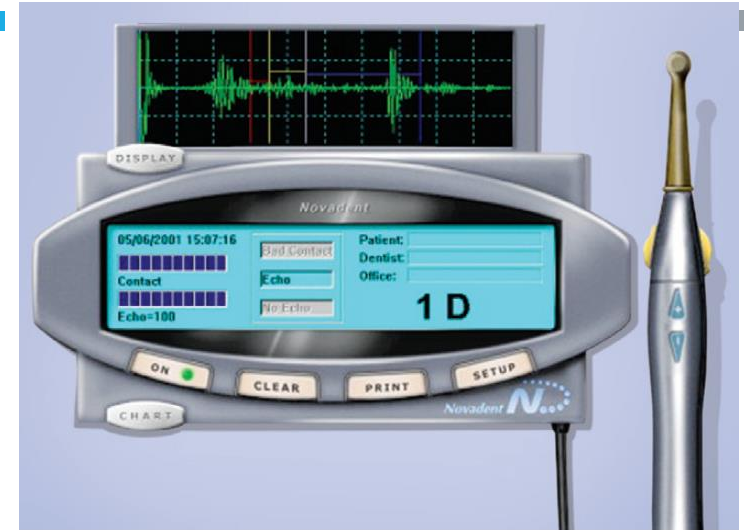 DISPLAY
Novadent
05/06/2001 15:07:16
Contact
Echo=100
Bad Contact
Echo
No Echo
Patient:
Dentist:
Office:
1 D
ON
CLEAR
PRINT
SETUP
CHART
Novadent N